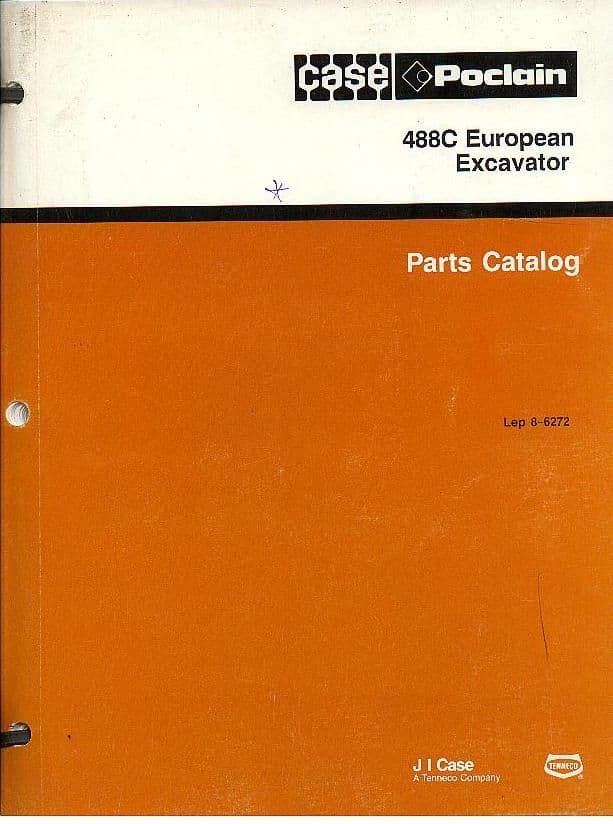 case Poclain
488C European
Excavator
Parts Catalog
Lep 8-6272
J I Case
A Tenneco Company
TENNECO
®